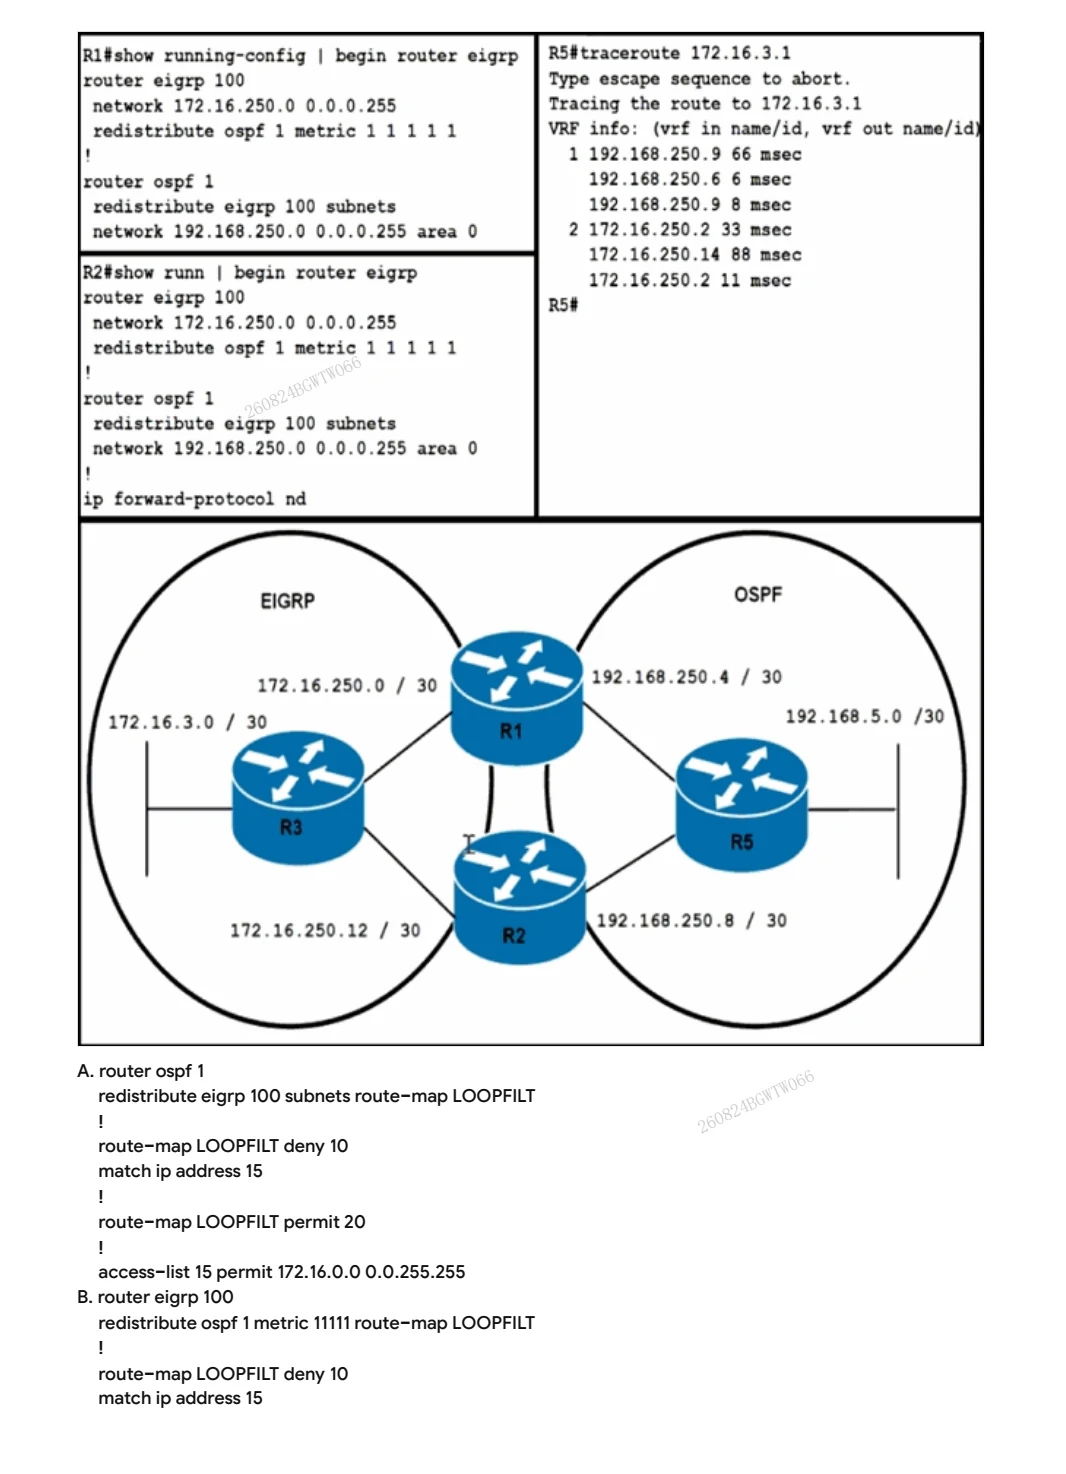 R1#show running-config | begin router eigrp
router eigrp 100
 network 172.16.250.0 0.0.0.255
 redistribute ospf 1 metric 1 1 1 1 1
!
router ospf 1
 redistribute eigrp 100 subnets
 network 192.168.250.0 0.0.0.255 area 0
R2#show runn | begin router eigrp
router eigrp 100
 network 172.16.250.0 0.0.0.255
 redistribute ospf 1 metric 1 1 1 1 1
!
router ospf 1
 redistribute eigrp 100 subnets
 network 192.168.250.0 0.0.0.255 area 0
!
ip forward-protocol nd
260824BGWTW066
R5#traceroute 172.16.3.1
Type escape sequence to abort.
Tracing the route to 172.16.3.1
VRF info: (vrf in name/id, vrf out name/id)
  1 192.168.250.9 66 msec
    192.168.250.6 6 msec
    192.168.250.9 8 msec
  2 172.16.250.2 33 msec
    172.16.250.14 88 msec
    172.16.250.2 11 msec
R5#
EIGRP
OSPF
172.16.250.0 / 30
192.168.250.4 / 30
172.16.3.0 / 30
192.168.5.0 /30
R1
R3
R5
172.16.250.12 / 30
192.168.250.8 / 30
R2
A. router ospf 1
redistribute eigrp 100 subnets route-map LOOPFILT
!
route-map LOOPFILT deny 10
match ip address 15
!
route-map LOOPFILT permit 20
!
access-list 15 permit 172.16.0.0 0.0.255.255
B. router eigrp 100
redistribute ospf 1 metric 11111 route-map LOOPFILT
!
route-map LOOPFILT deny 10
match ip address 15
260824BGWTW066